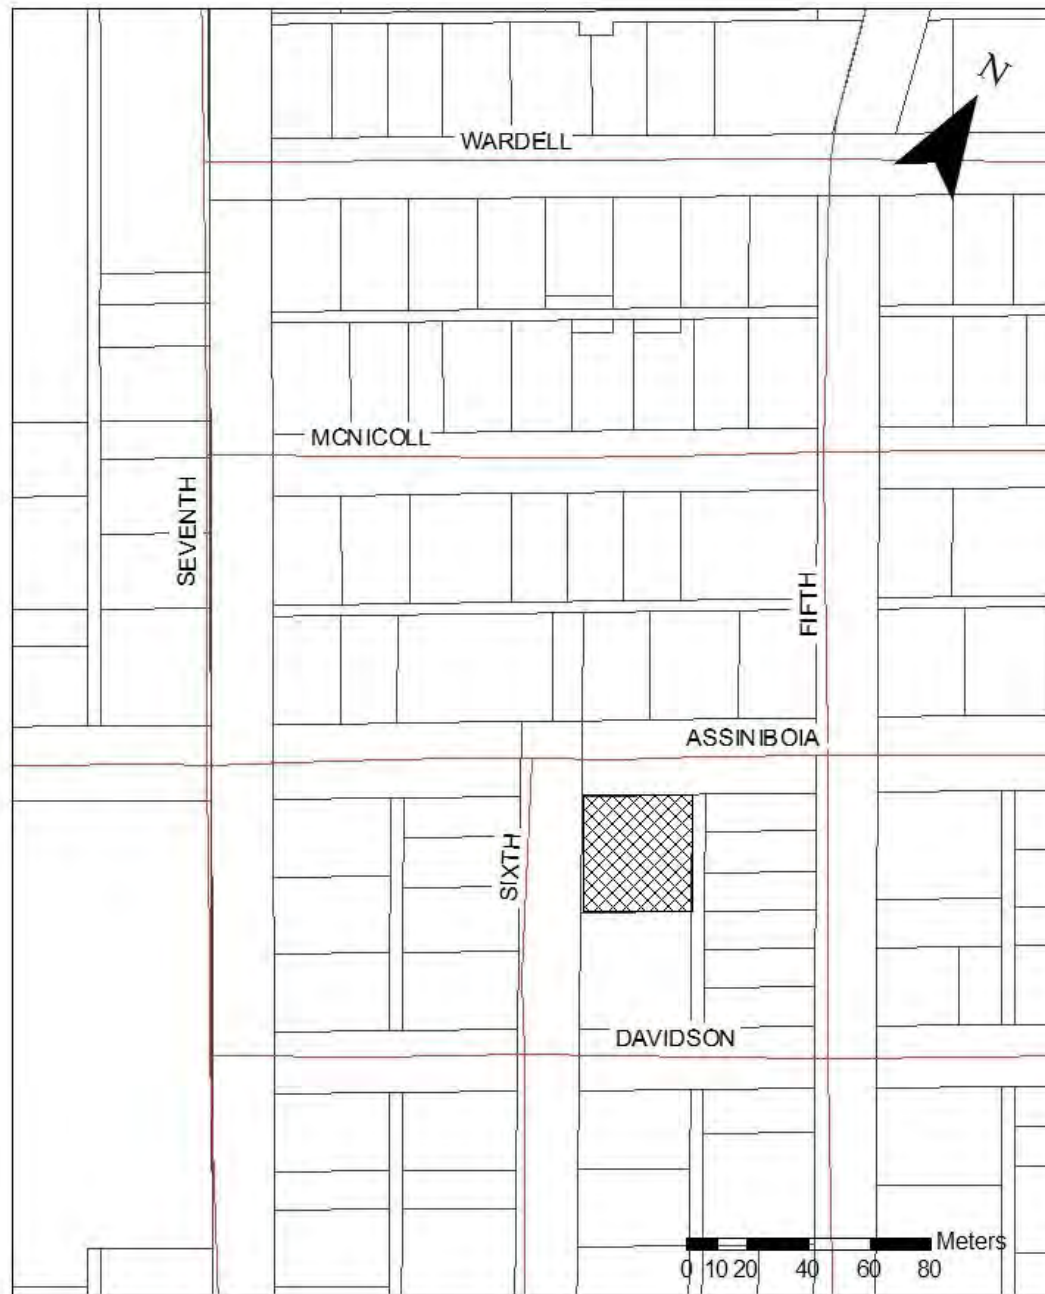 N
WARDELL
MCNICOLL
SEVENTH
FIFTH
ASSINIBOIA
SIXTH
DAVIDSON
Meters
0 10 20 40 60 80